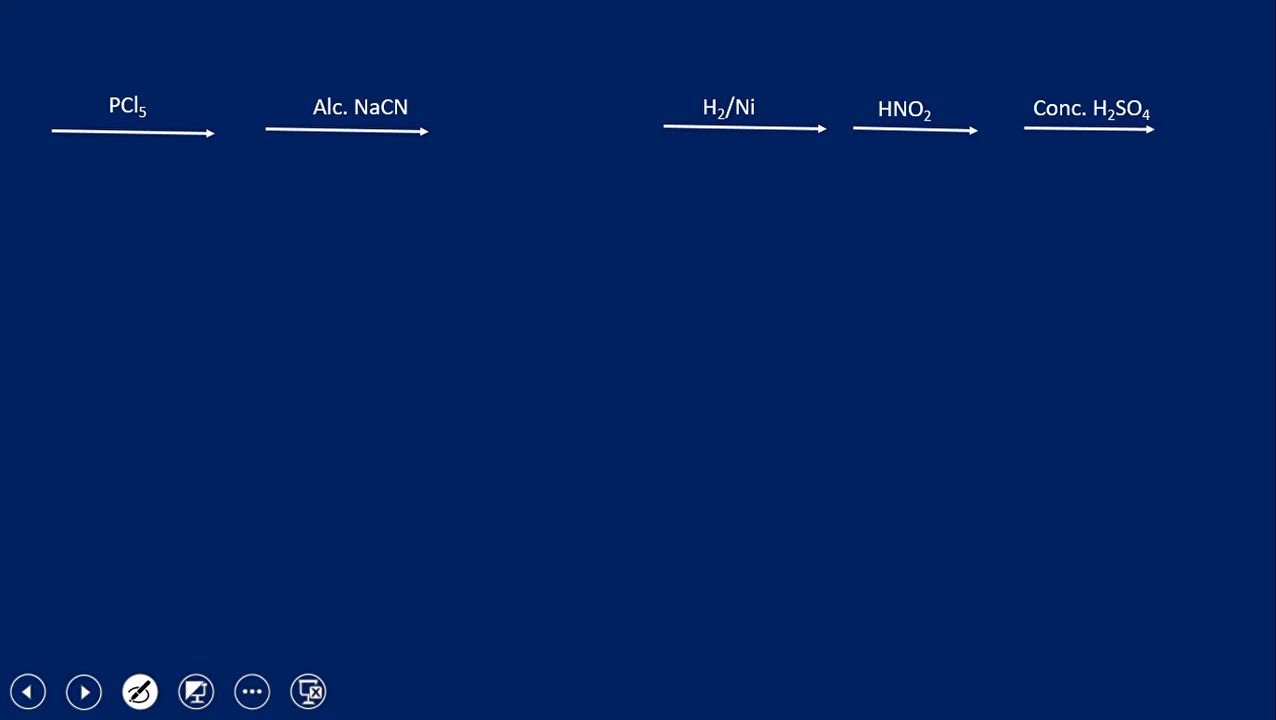 PCl₅ Alc. NaCN H₂/Ni HNO₂ Conc. H₂SO₄